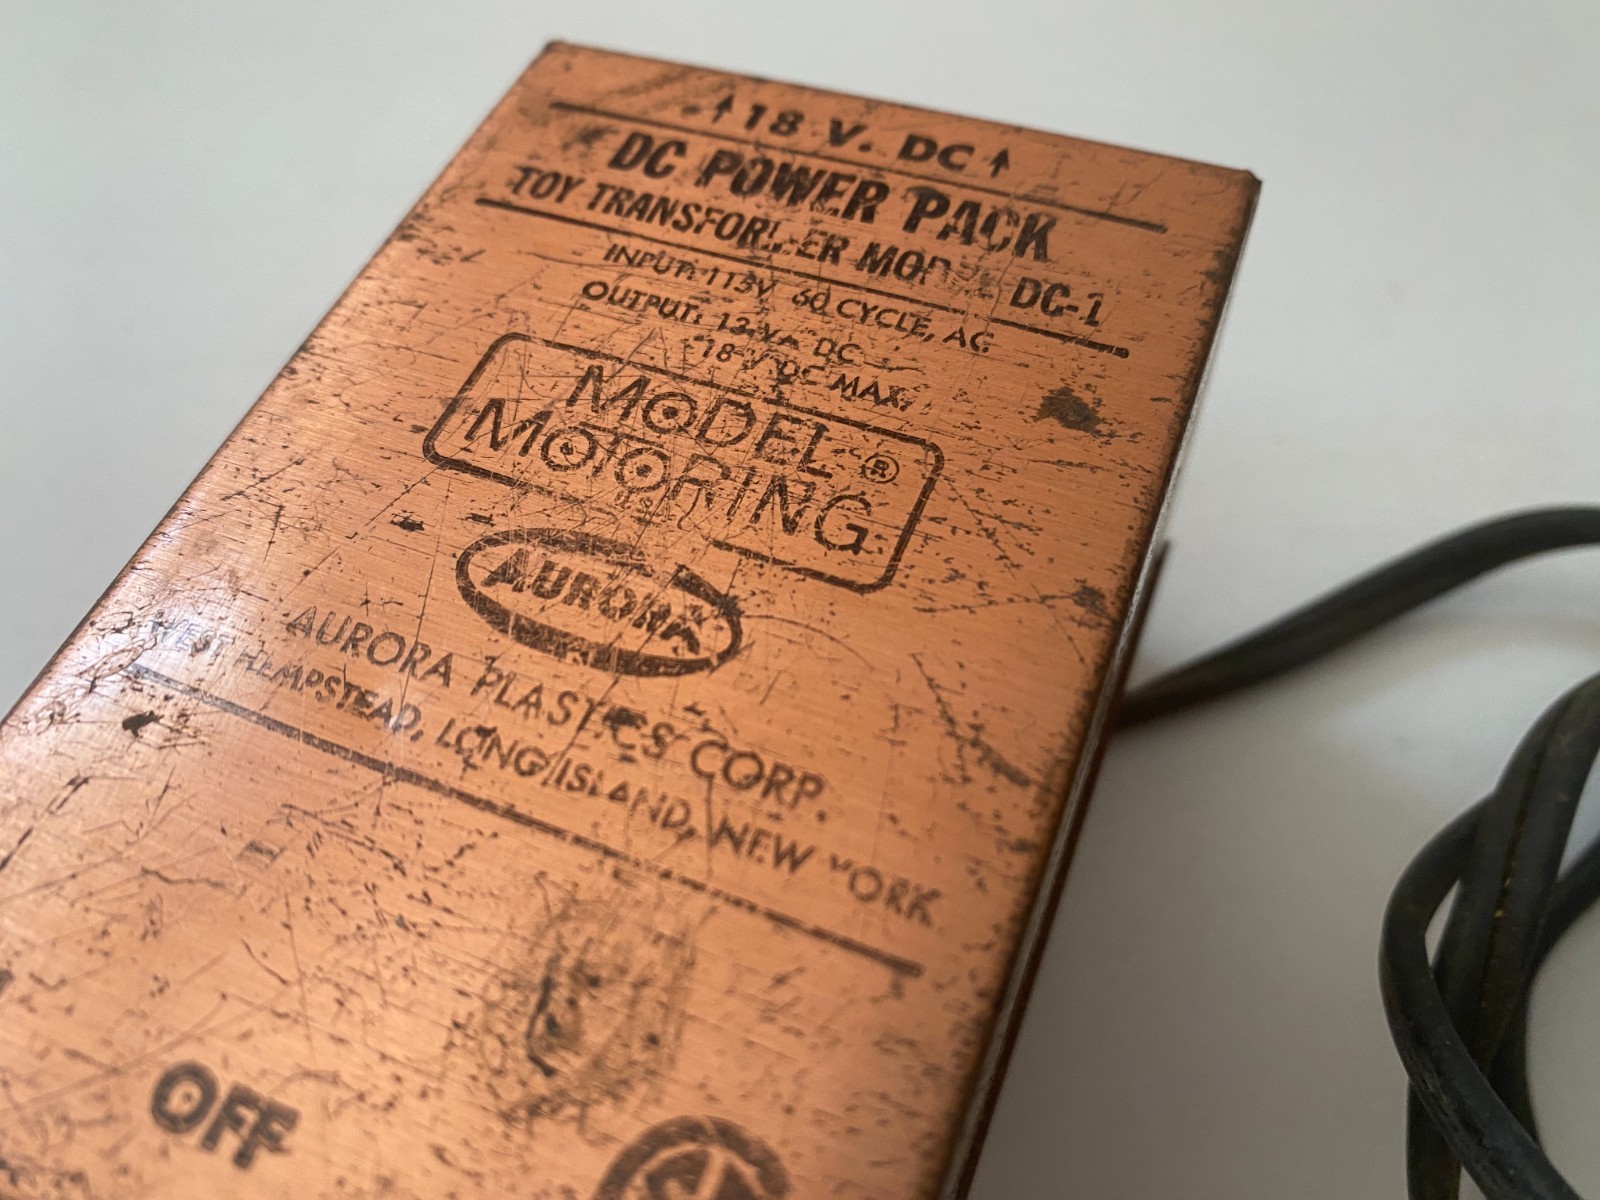 ↑ 18 V. DC ↑
DC POWER PACK
TOY TRANSFORMER MODEL DC-1
INPUT: 115V 60 CYCLE, AC
OUTPUT: 13 VA DC
18 V DC MAX.
MODEL ®
MOTORING
U.S.
AURORA
AURORA PLASTICS CORP.
WEST HEMPSTEAD, LONG ISLAND, NEW YORK
OFF